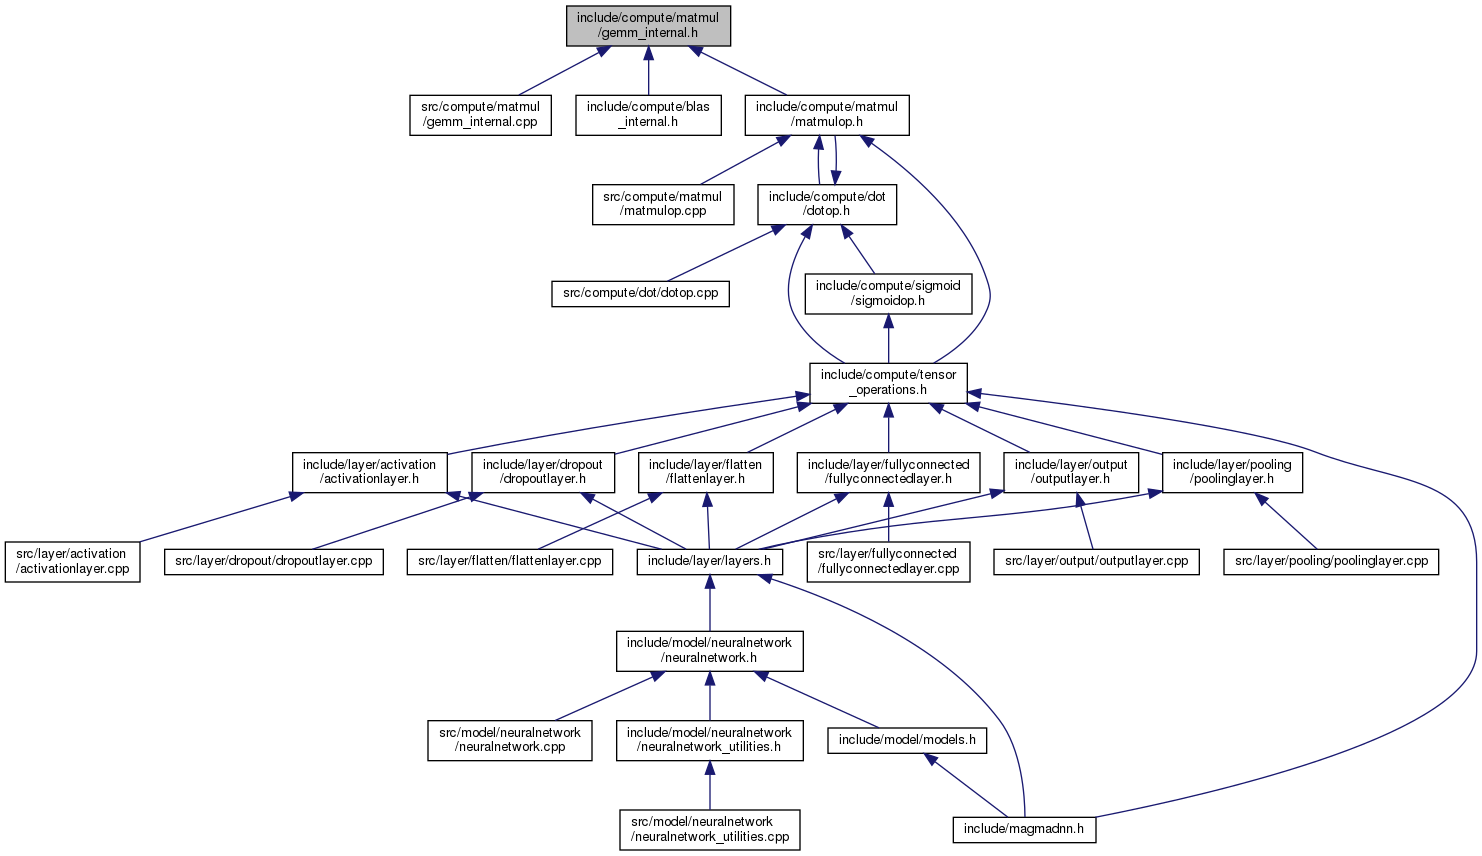 include/compute/matmul
/gemm_internal.h
src/compute/matmul
/gemm_internal.cpp
include/compute/blas
_internal.h
include/compute/matmul
/matmulop.h
src/compute/matmul
/matmulop.cpp
include/compute/dot
/dotop.h
src/compute/dot/dotop.cpp
include/compute/sigmoid
/sigmoidop.h
include/compute/tensor
_operations.h
include/layer/activation
/activationlayer.h
include/layer/dropout
/dropoutlayer.h
include/layer/flatten
/flattenlayer.h
include/layer/fullyconnected
/fullyconnectedlayer.h
include/layer/output
/outputlayer.h
include/layer/pooling
/poolinglayer.h
src/layer/activation
/activationlayer.cpp
src/layer/dropout/dropoutlayer.cpp
src/layer/flatten/flattenlayer.cpp
include/layer/layers.h
src/layer/fullyconnected
/fullyconnectedlayer.cpp
src/layer/output/outputlayer.cpp
src/layer/pooling/poolinglayer.cpp
include/model/neuralnetwork
/neuralnetwork.h
src/model/neuralnetwork
/neuralnetwork.cpp
include/model/neuralnetwork
/neuralnetwork_utilities.h
include/model/models.h
src/model/neuralnetwork
/neuralnetwork_utilities.cpp
include/magmadnn.h